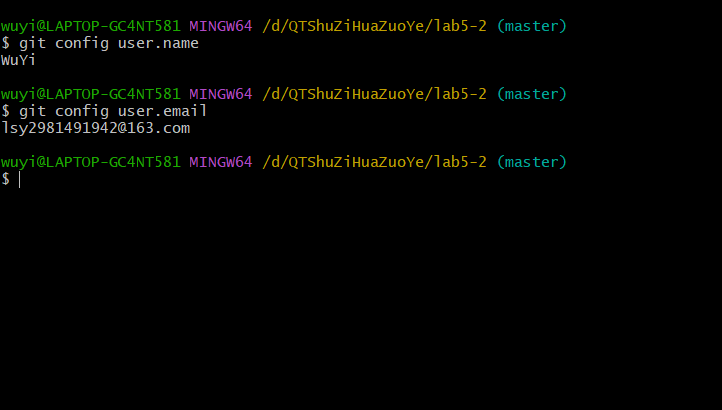 wuyi@LAPTOP-GC4NT581 MINGW64 /d/QTShuZiHuaZuoYe/lab5-2 (master)
$ git config user.name
WuYi
wuyi@LAPTOP-GC4NT581 MINGW64 /d/QTShuZiHuaZuoYe/lab5-2 (master)
$ git config user.email
lsy2981491942@163.com
wuyi@LAPTOP-GC4NT581 MINGW64 /d/QTShuZiHuaZuoYe/lab5-2 (master)
$